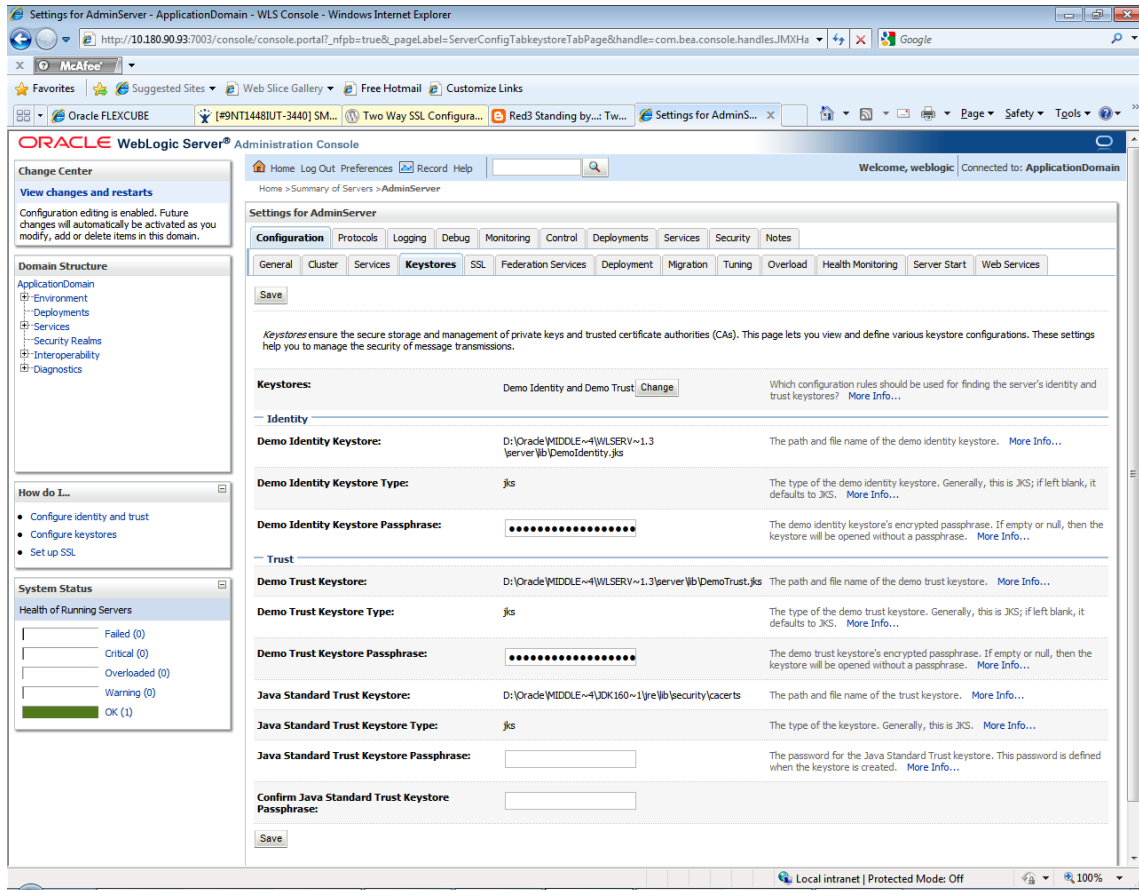 Settings for AdminServer - ApplicationDomain - WLS Console - Windows Internet Explorer
http://10.180.90.93:7003/console/console.portal?_nfpb=true&_pageLabel=ServerConfigTabkeystoreTabPage&handle=com.bea.console.handles.JMXHa
Google
x McAfee
Favorites Suggested Sites Web Slice Gallery Free Hotmail Customize Links
Oracle FLEXCUBE [#9NT1448IUT-3440] SM... Two Way SSL Configura... Red3 Standing by...: Tw... Settings for AdminS... X Page Safety Tools
ORACLE WebLogic Server® Administration Console
Change Center
View changes and restarts
Configuration editing is enabled. Future
changes will automatically be activated as you
modify, add or delete items in this domain.
Domain Structure
ApplicationDomain
Environment
Deployments
Services
Security Realms
Interoperability
Diagnostics
How do I...
Configure identity and trust
Configure keystores
Set up SSL
System Status
Health of Running Servers
Failed (0)
Critical (0)
Overloaded (0)
Warning (0)
OK (1)
Home Log Out Preferences Record Help
Welcome, weblogic Connected to: ApplicationDomain
Home >Summary of Servers >AdminServer
Settings for AdminServer
Configuration Protocols Logging Debug Monitoring Control Deployments Services Security Notes
General Cluster Services Keystores SSL Federation Services Deployment Migration Tuning Overload Health Monitoring Server Start Web Services
Save
Keystores ensure the secure storage and management of private keys and trusted certificate authorities (CAs). This page lets you view and define various keystore configurations. These settings
help you to manage the security of message transmissions.
Keystores: Demo Identity and Demo Trust Change Which configuration rules should be used for finding the server's identity and
trust keystores? More Info...
Identity
Demo Identity Keystore: D:\Oracle\MIDDLE~4\WLSERV~1.3 The path and file name of the demo identity keystore. More Info...
\server\lib\DemoIdentity.jks
Demo Identity Keystore Type: jks The type of the demo identity keystore. Generally, this is JKS; if left blank, it
defaults to JKS. More Info...
Demo Identity Keystore Passphrase: ●●●●●●●●●●●●●●●●●● The demo identity keystore's encrypted passphrase. If empty or null, then the
keystore will be opened without a passphrase. More Info...
Trust
Demo Trust Keystore: D:\Oracle\MIDDLE~4\WLSERV~1.3\server\lib\DemoTrust.jks The path and file name of the demo trust keystore. More Info...
Demo Trust Keystore Type: jks The type of the demo trust keystore. Generally, this is JKS; if left blank, it
defaults to JKS. More Info...
Demo Trust Keystore Passphrase: ●●●●●●●●●●●●●●●●●● The demo trust keystore's encrypted passphrase. If empty or null, then the
keystore will be opened without a passphrase. More Info...
Java Standard Trust Keystore: D:\Oracle\MIDDLE~4\JDK160~1\jre\lib\security\cacerts The path and file name of the trust keystore. More Info...
Java Standard Trust Keystore Type: jks The type of the keystore. Generally, this is JKS. More Info...
Java Standard Trust Keystore Passphrase: The password for the Java Standard Trust keystore. This password is defined
when the keystore is created. More Info...
Confirm Java Standard Trust Keystore
Passphrase:
Save
Local intranet | Protected Mode: Off 100%